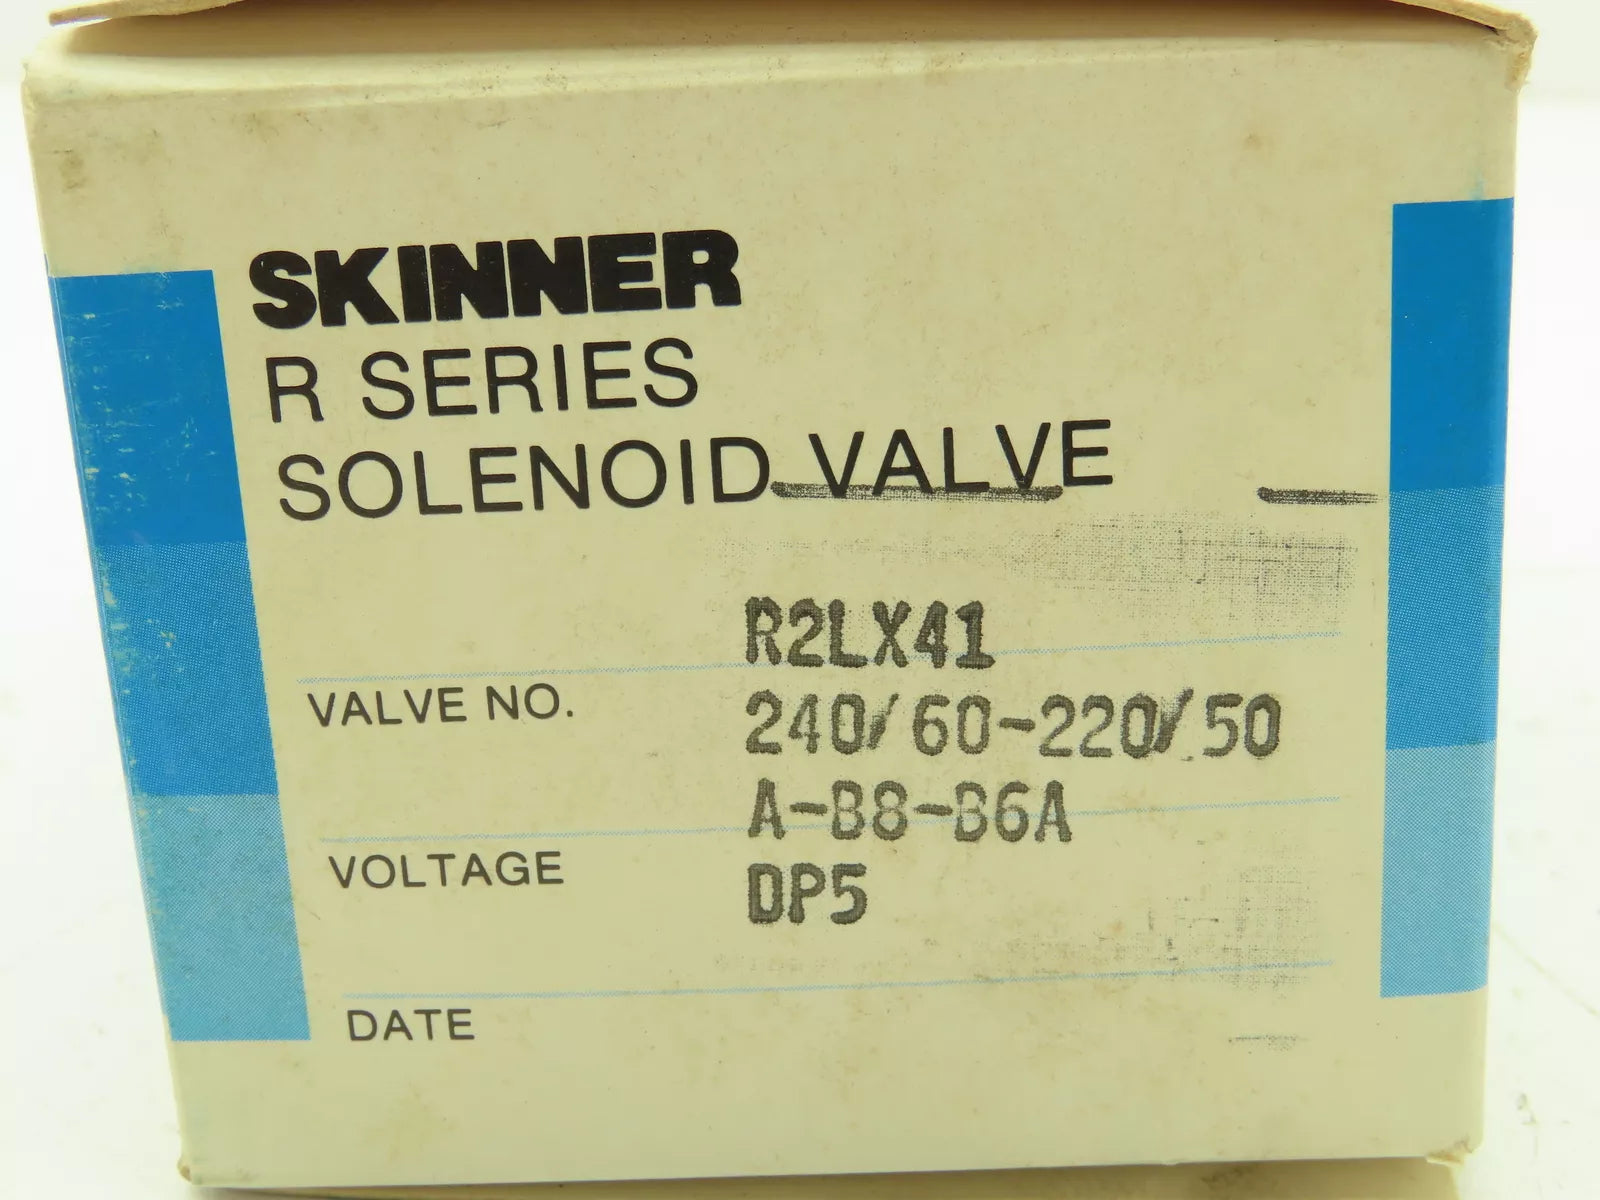 SKINNER
R SERIES
SOLENOID VALVE
R2LX41
VALVE NO.
240/60-220/50
A-B8-B6A
VOLTAGE
DP5
DATE